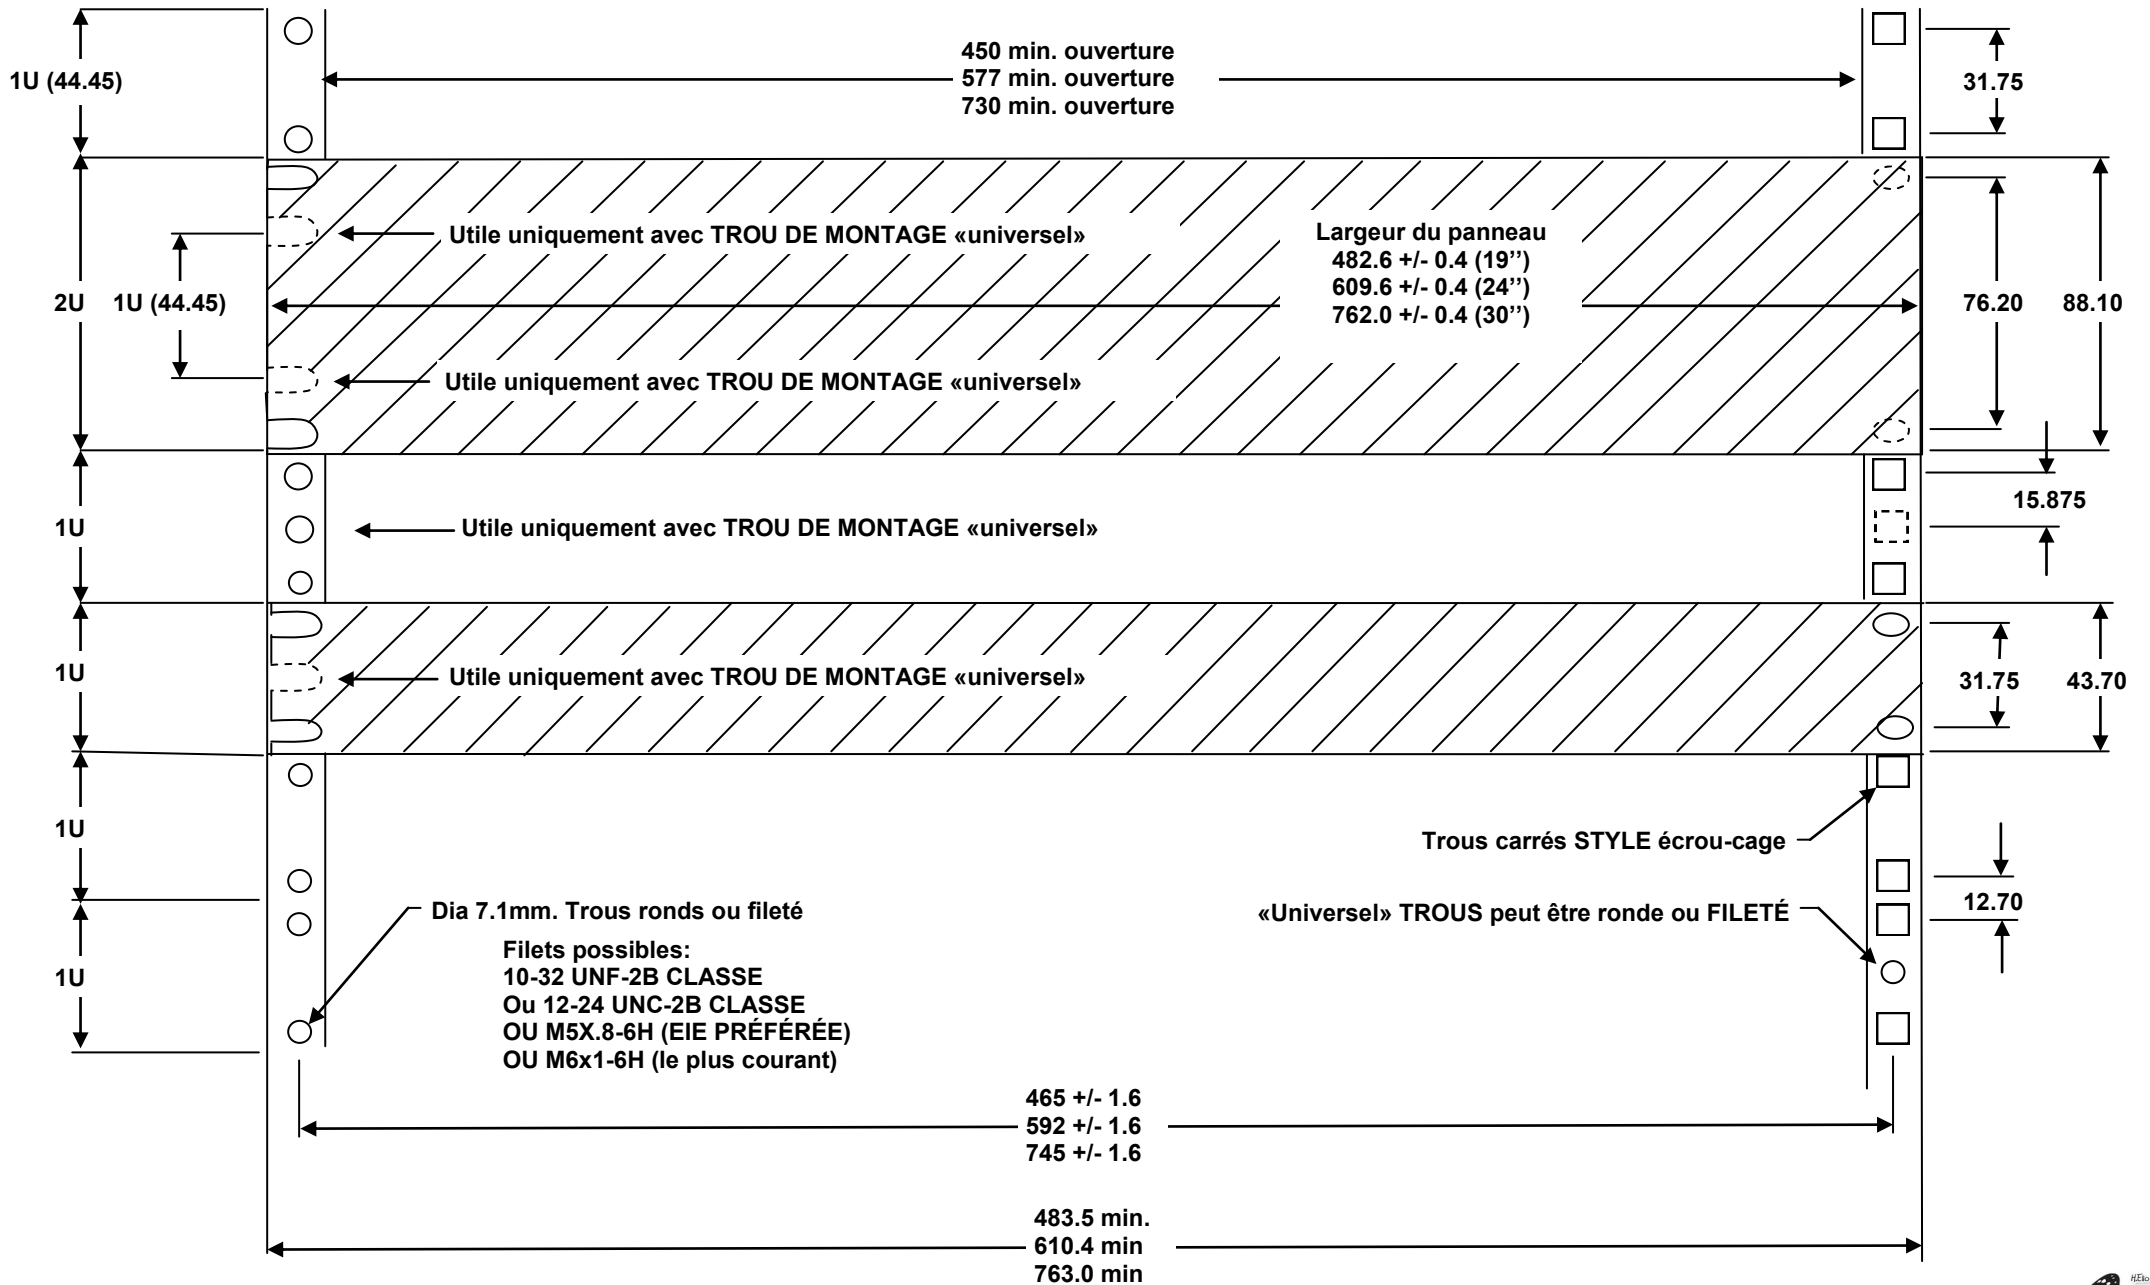 450 min. ouverture
577 min. ouverture
730 min. ouverture
1U (44.45)
31.75
Utile uniquement avec TROU DE MONTAGE «universel»
Largeur du panneau
482.6 +/- 0.4 (19’’)
609.6 +/- 0.4 (24’’)
762.0 +/- 0.4 (30’’)
2U
1U (44.45)
76.20
88.10
Utile uniquement avec TROU DE MONTAGE «universel»
15.875
1U
Utile uniquement avec TROU DE MONTAGE «universel»
1U
Utile uniquement avec TROU DE MONTAGE «universel»
31.75
43.70
1U
Trous carrés STYLE écrou-cage
12.70
Dia 7.1mm. Trous ronds ou fileté
«Universel» TROUS peut être ronde ou FILETÉ
Filets possibles:
10-32 UNF-2B CLASSE
Ou 12-24 UNC-2B CLASSE
OU M5X.8-6H (EIE PRÉFÉRÉE)
OU M6x1-6H (le plus courant)
1U
465 +/- 1.6
592 +/- 1.6
745 +/- 1.6
483.5 min.
610.4 min
763.0 min